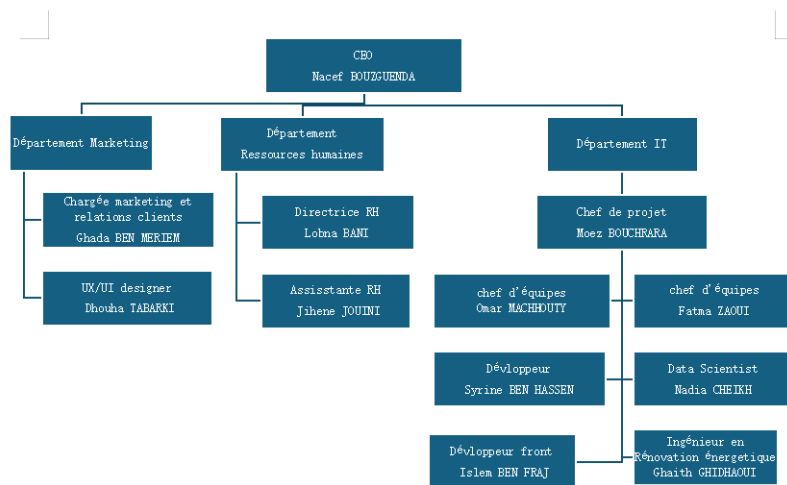 CEO
Nacef BOUZGUENDA
Département Marketing
Département
Ressources humaines
Département IT
Chargée marketing et
relations clients
Ghada BEN MERIEM
Directrice RH
Lobna BANI
Chef de projet
Moez BOUCHRARA
UX/UI designer
Dhouha TABARKI
Assisstante RH
Jihene JOUINI
chef d'équipes
Omar MACHHOUTY
chef d'équipes
Fatma ZAOUI
Dévloppeur
Syrine BEN HASSEN
Data Scientist
Nadia CHEIKH
Dévloppeur front
Islem BEN FRAJ
Ingénieur en
Rénovation énergetique
Ghaith GHIDHAOUI